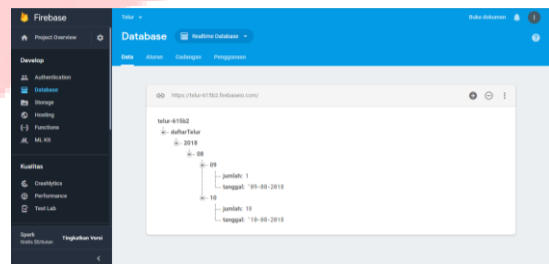 Firebase
Project Overview
Develop
Authentication
Database
Storage
Hosting
Functions
ML Kit
Kualitas
Crashlytics
Performance
Test Lab
Spark
Gratis $0/bulan
Tingkatkan Versi
Telur
Buka dokumen
Database
Realtime Database
Data
Aturan
Cadangan
Penggunaan
https://telur-615b2.firebaseio.com/
telur-615b2
daftarTelur
2018
08
09
jumlah: 1
tanggal: "09-08-2018
10
jumlah: 10
tanggal: "10-08-2018